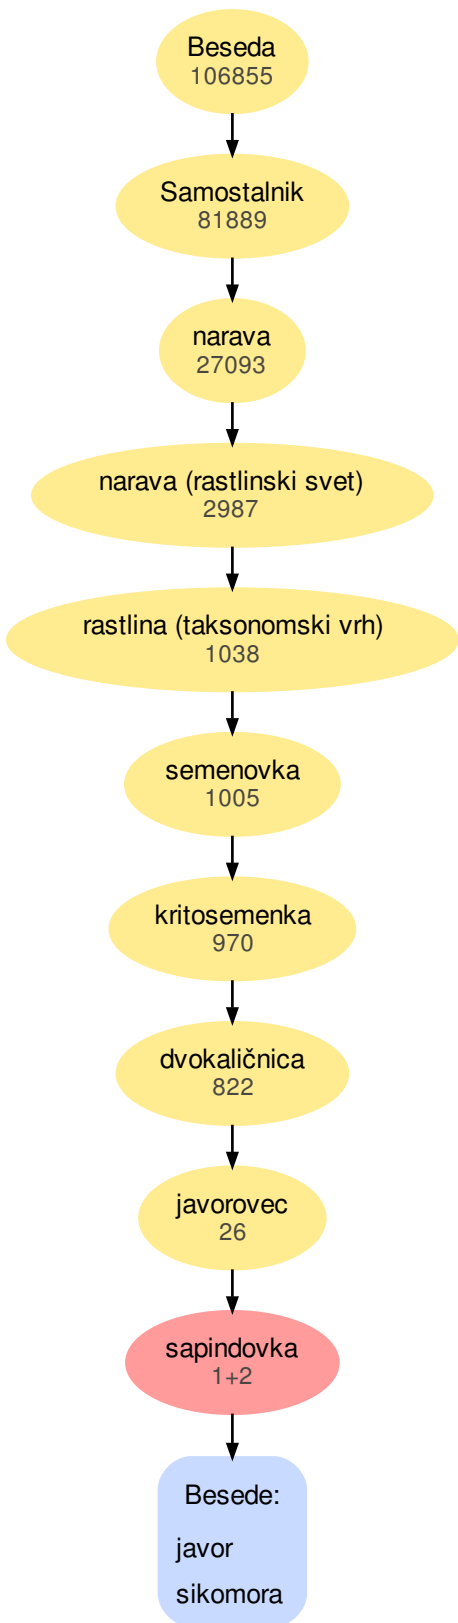 Beseda
106855
Samostalnik
81889
narava
27093
narava (rastlinski svet)
2987
rastlina (taksonomski vrh)
1038
semenovka
1005
kritosemenka
970
dvokaličnica
822
javorovec
26
sapindovka
1+2
Besede:
javor
sikomora